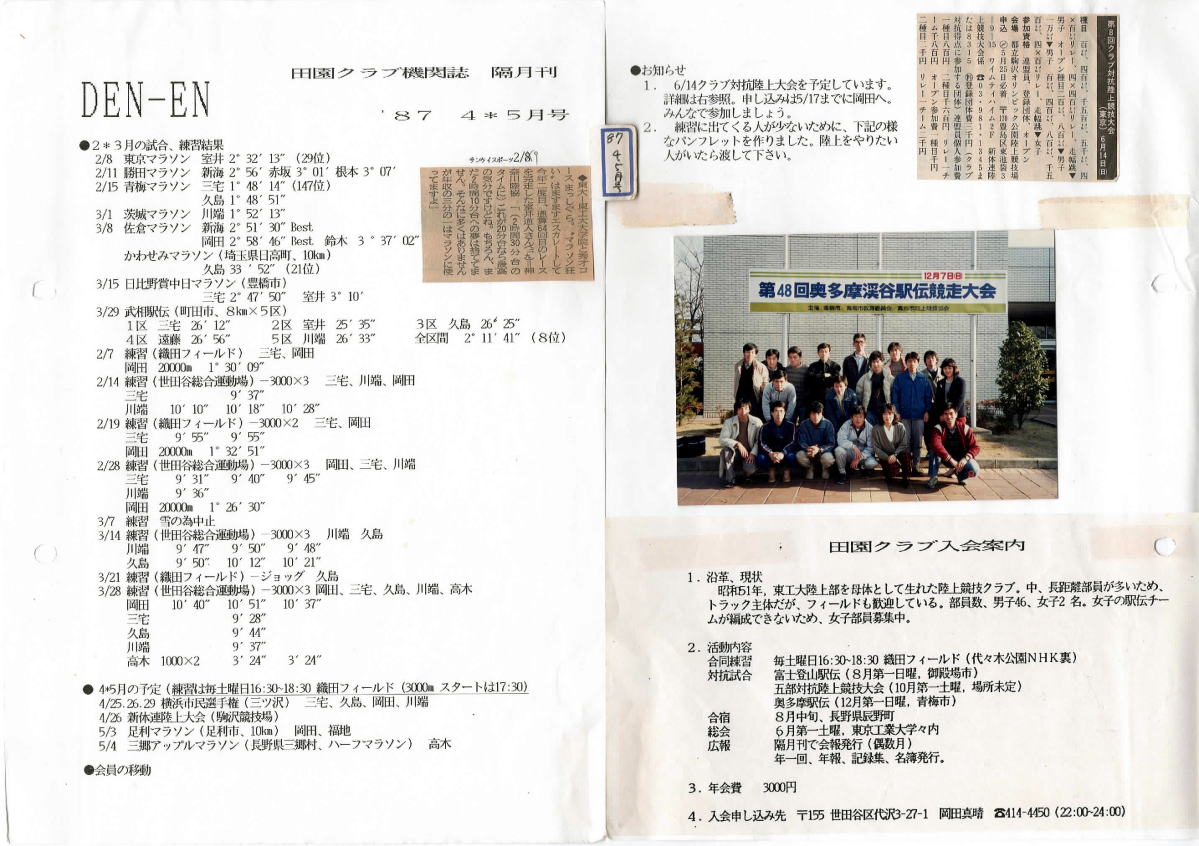 田園クラブ機関誌　隔月刊
DEN-EN
'87　4*5月号
●2*3月の試合、練習結果
2/8　東京マラソン　室井 2° 32′ 13″ (29位)
2/11 勝田マラソン　新海 2° 56′ 赤坂 3° 01′ 根本 3° 07′
2/15 青梅マラソン　三宅 1° 48′ 14″ (147位)
久島 1° 48′ 51″
3/1　茨城マラソン　川端 1° 52′ 13″
3/8　佐倉マラソン　新海 2° 51′ 30″ Best
岡田 2° 58′ 46″ Best　鈴木　3° 37′ 02″
かわせみマラソン (埼玉県日高町、10km)
久島 33′ 52″ (21位)
3/15 日比野賞中日マラソン (豊橋市)
三宅 2° 47′ 50″　室井 3° 10′
3/29 武相駅伝 (町田市、8km×5区)
1区　三宅　26′ 12″　2区　室井　25′ 35″　3区　久島　26′ 25″
4区　遠藤　26′ 56″　5区　川端　26′ 33″　全区間　2° 11′ 41″ (8位)
2/7　練習 (織田フィールド)　三宅、岡田
岡田　20000m　1° 30′ 09″
2/14 練習 (世田谷総合運動場) -3000×3　三宅、川端、岡田
三宅　9′ 37″
川端　10′ 10″　10′ 18″　10′ 28″
2/19 練習 (織田フィールド) -3000×2　三宅、岡田
三宅　9′ 55″　9′ 55″
岡田　20000m　1° 32′ 51″
2/28 練習 (世田谷総合運動場) -3000×3　岡田、三宅、川端
三宅　9′ 31″　9′ 40″　9′ 45″
川端　9′ 36″
岡田　20000m　1° 26′ 30″
3/7　練習　雪の為中止
3/14 練習 (世田谷総合運動場) -3000×3　川端　久島
川端　9′ 47″　9′ 50″　9′ 48″
久島　9′ 50″　10′ 12″　10′ 21″
3/21 練習 (織田フィールド) -ジョッグ　久島
3/28 練習 (世田谷総合運動場) -3000×3 岡田、三宅、久島、川端、高木
岡田　10′ 40″　10′ 51″　10′ 37″
三宅　9′ 28″
久島　9′ 44″
川端　9′ 37″
高木　1000×2　3′ 24″　3′ 24″
● 4*5月の予定 (練習は毎土曜日16:30~18:30 織田フィールド (3000m スタートは17:30)
4/25.26.29 横浜市民選手権 (三ツ沢)　三宅、久島、岡田、川端
4/26　新体連陸上大会 (駒沢競技場)
5/3　足利マラソン (足利市、10km)　岡田、福地
5/4　三郷アップルマラソン (長野県三郷村、ハーフマラソン)　高木
●会員の移動
サンケイスポーツ 2/8
87
4 5月号
●お知らせ
1．　6/14クラブ対抗陸上大会を予定しています。
詳細は右参照。申し込みは5/17までに岡田へ。
みんなで参加しましょう。
2．　練習に出てくる人が少ないために、下記の様
なパンフレットを作りました。陸上をやりたい
人がいたら渡して下さい。
第8回クラブ対抗陸上競技大会
(東京) 6月14日(日)
12月7日(日)
第48回奥多摩渓谷駅伝競走大会
田園クラブ入会案内
1．沿革、現状
昭和51年，東工大陸上部を母体として生れた陸上競技クラブ。中、長距離部員が多いため、
トラック主体だが、フィールドも歓迎している。部員数、男子46、女子2 名。女子の駅伝チー
ムが編成できないため、女子部員募集中。
2．活動内容
合同練習　毎土曜日16:30~18:30 織田フィールド (代々木公園NHK裏)
対抗試合　富士登山駅伝 (8月第一日曜，御殿場市)
五部対抗陸上競技大会 (10月第一土曜，場所未定)
奥多摩駅伝 (12月第一日曜，青梅市)
合宿　8月中旬、長野県辰野町
総会　6月第一土曜，東京工業大学々内
広報　隔月刊で会報発行 (偶数月)
年一回、年報、記録集、名簿発行。
3．年会費　3000円
4．入会申し込み先　〒155 世田谷区代沢3-27-1　岡田真晴　☎414-4450 (22:00~24:00)